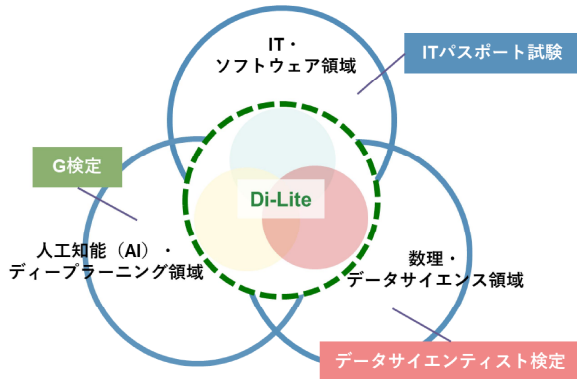 IT・
ソフトウェア領域
ITパスポート試験
G検定
Di-Lite
人工知能（AI）・
ディープラーニング領域
数理・
データサイエンス領域
データサイエンティスト検定